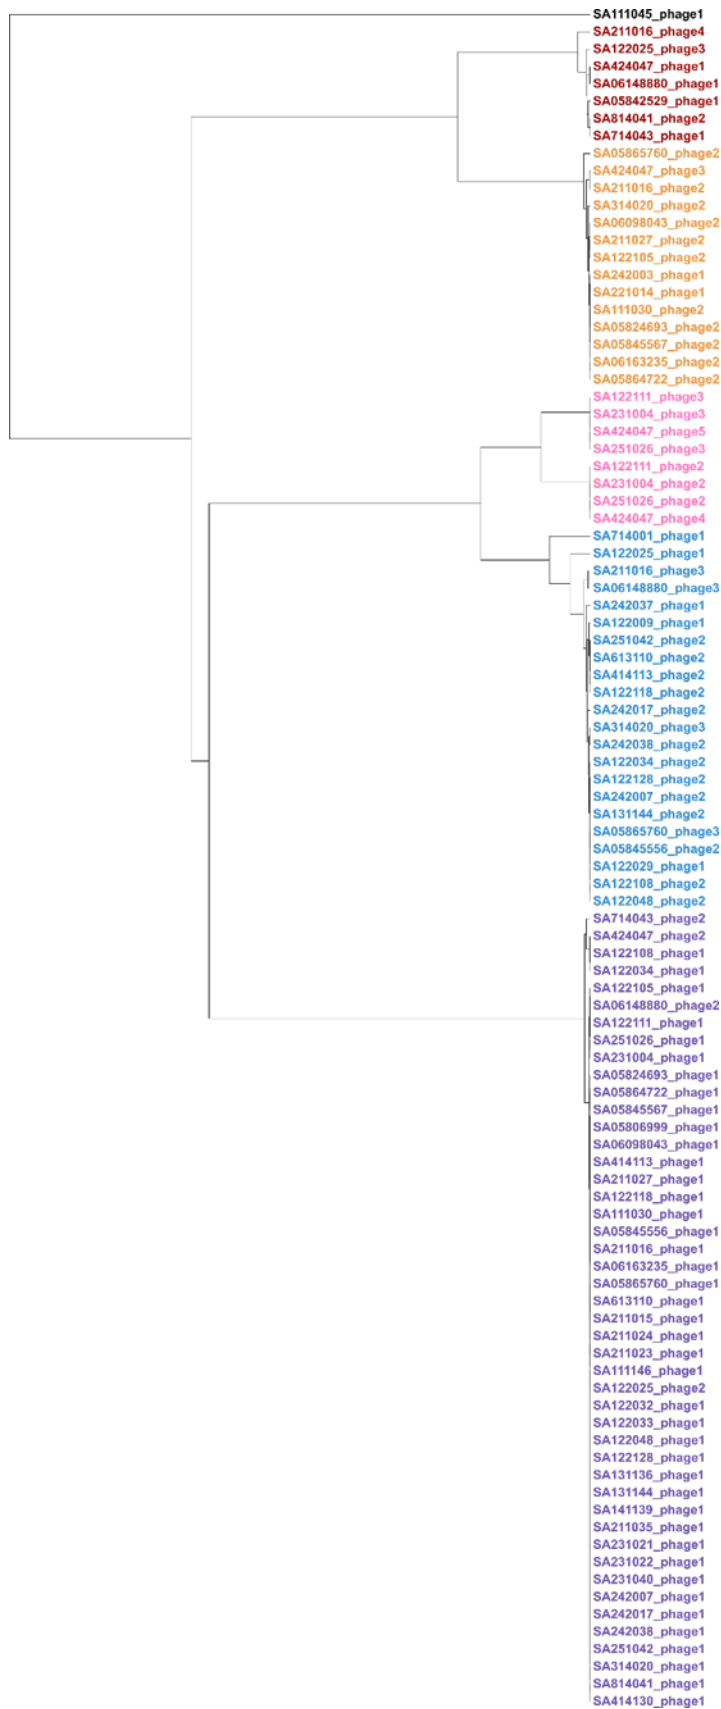 SA111045_phage1
SA211016_phage4
SA122025_phage3
SA424047_phage1
SA06148880_phage1
SA05842529_phage1
SA814041_phage2
SA714043_phage1
SA05865760_phage2
SA424047_phage3
SA211016_phage2
SA314020_phage2
SA06098043_phage2
SA211027_phage2
SA122105_phage2
SA242003_phage1
SA221014_phage1
SA111030_phage2
SA05824693_phage2
SA05845567_phage2
SA06163235_phage2
SA05864722_phage2
SA122111_phage3
SA231004_phage3
SA424047_phage5
SA251026_phage3
SA122111_phage2
SA231004_phage2
SA251026_phage2
SA424047_phage4
SA714001_phage1
SA122025_phage1
SA211016_phage3
SA06148880_phage3
SA242037_phage1
SA122009_phage1
SA251042_phage2
SA613110_phage2
SA414113_phage2
SA122118_phage2
SA242017_phage2
SA314020_phage3
SA242038_phage2
SA122034_phage2
SA122128_phage2
SA242007_phage2
SA131144_phage2
SA05865760_phage3
SA05845556_phage2
SA122029_phage1
SA122108_phage2
SA122048_phage2
SA714043_phage2
SA424047_phage2
SA122108_phage1
SA122034_phage1
SA122105_phage1
SA06148880_phage2
SA122111_phage1
SA251026_phage1
SA231004_phage1
SA05824693_phage1
SA05864722_phage1
SA05845567_phage1
SA05806999_phage1
SA06098043_phage1
SA414113_phage1
SA211027_phage1
SA122118_phage1
SA111030_phage1
SA05845556_phage1
SA211016_phage1
SA06163235_phage1
SA05865760_phage1
SA613110_phage1
SA211015_phage1
SA211024_phage1
SA211023_phage1
SA111146_phage1
SA122025_phage2
SA122032_phage1
SA122033_phage1
SA122048_phage1
SA122128_phage1
SA131136_phage1
SA131144_phage1
SA141139_phage1
SA211035_phage1
SA231021_phage1
SA231022_phage1
SA231040_phage1
SA242007_phage1
SA242017_phage1
SA242038_phage1
SA251042_phage1
SA314020_phage1
SA814041_phage1
SA414130_phage1